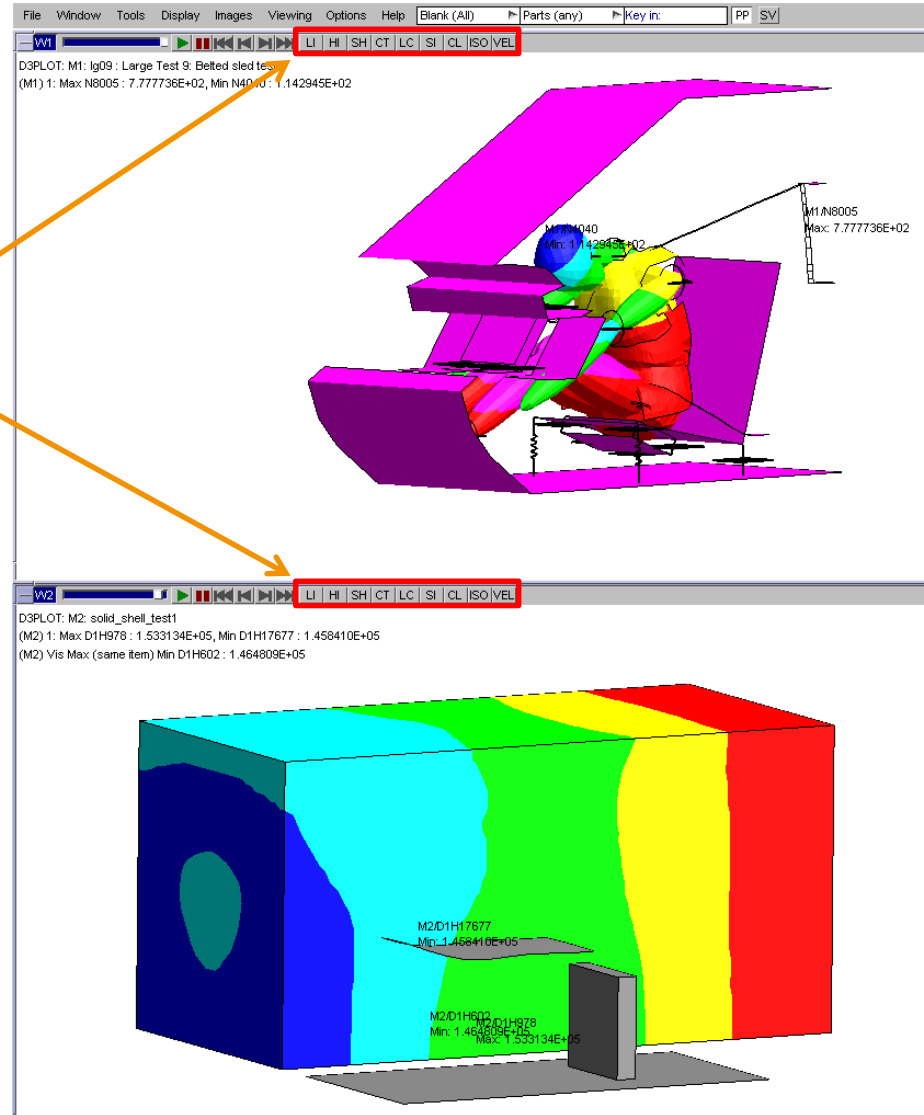 File Window Tools Display Images Viewing Options Help Blank (All) Parts (any) Key in: PP SV
W1 LI HI SH CT LC SI CL ISO VEL
D3PLOT: M1: lg09 : Large Test 9: Belted sled test
(M1) 1: Max N8005 : 7.777736E+02, Min N4040 : 1.142945E+02
M1/N8005
Max: 7.777736E+02
M1/N4040
Min: 1.142945E+02
W2 LI HI SH CT LC SI CL ISO VEL
D3PLOT: M2: solid_shell_test1
(M2) 1: Max D1H978 : 1.533134E+05, Min D1H17677 : 1.458410E+05
(M2) Vis Max (same item) Min D1H602 : 1.464809E+05
M2/D1H17677
Min: 1.458410E+05
M2/D1H602
Min: 1.464809E+05
M2/D1H978
Max: 1.533134E+05